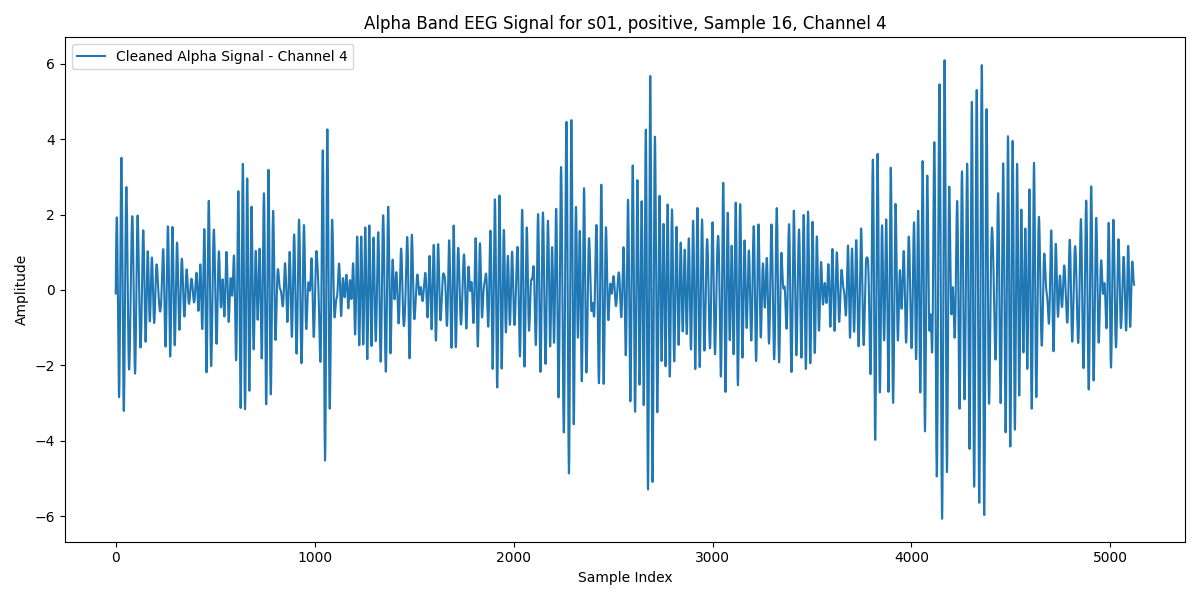 Alpha Band EEG Signal for s01, positive, Sample 16, Channel 4
Cleaned Alpha Signal - Channel 4
6
4
2
0
−2
−4
−6
Amplitude
0 1000 2000 3000 4000 5000
Sample Index